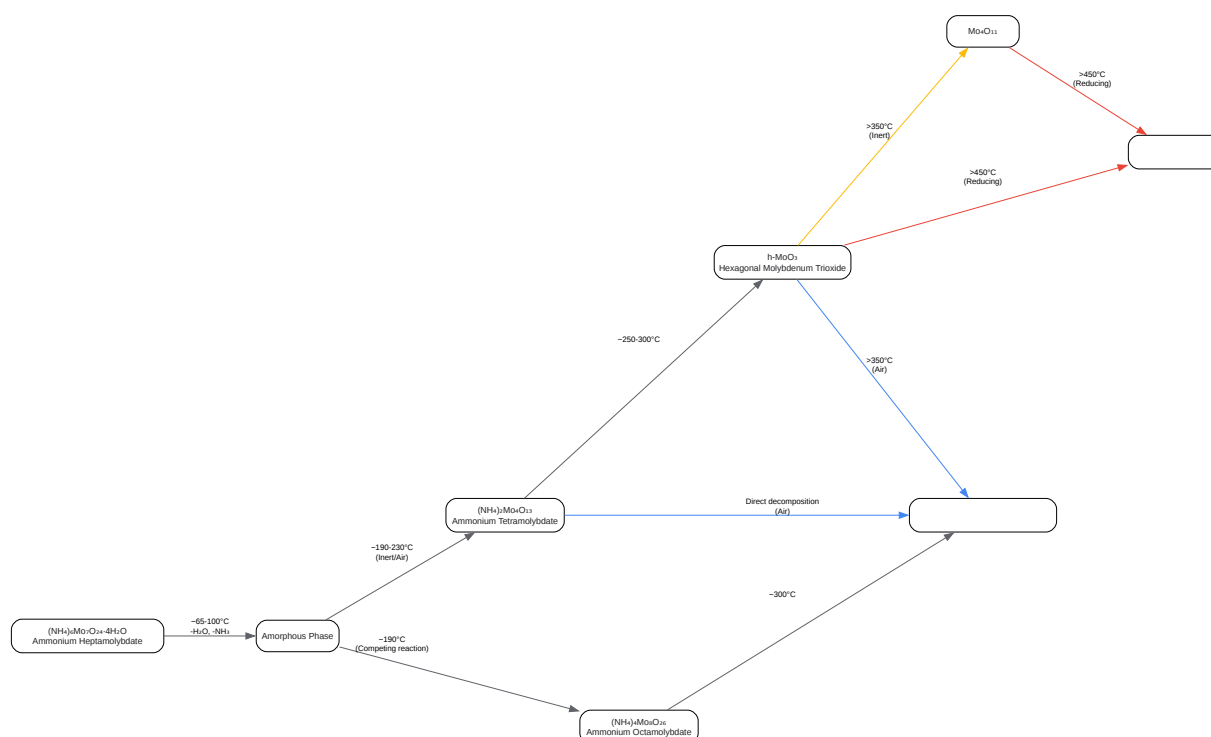 Mo₄O₁₁
>450°C
(Reducing)
>350°C
(Inert)
>450°C
(Reducing)
h-MoO₃
Hexagonal Molybdenum Trioxide
~250-300°C
>350°C
(Air)
(NH₄)₂Mo₄O₁₃
Ammonium Tetramolybdate
Direct decomposition
(Air)
~190-230°C
(Inert/Air)
~300°C
(NH₄)₆Mo₇O₂₄·4H₂O
Ammonium Heptamolybdate
~65-100°C
-H₂O, -NH₃
Amorphous Phase
~190°C
(Competing reaction)
(NH₄)₄Mo₈O₂₆
Ammonium Octamolybdate